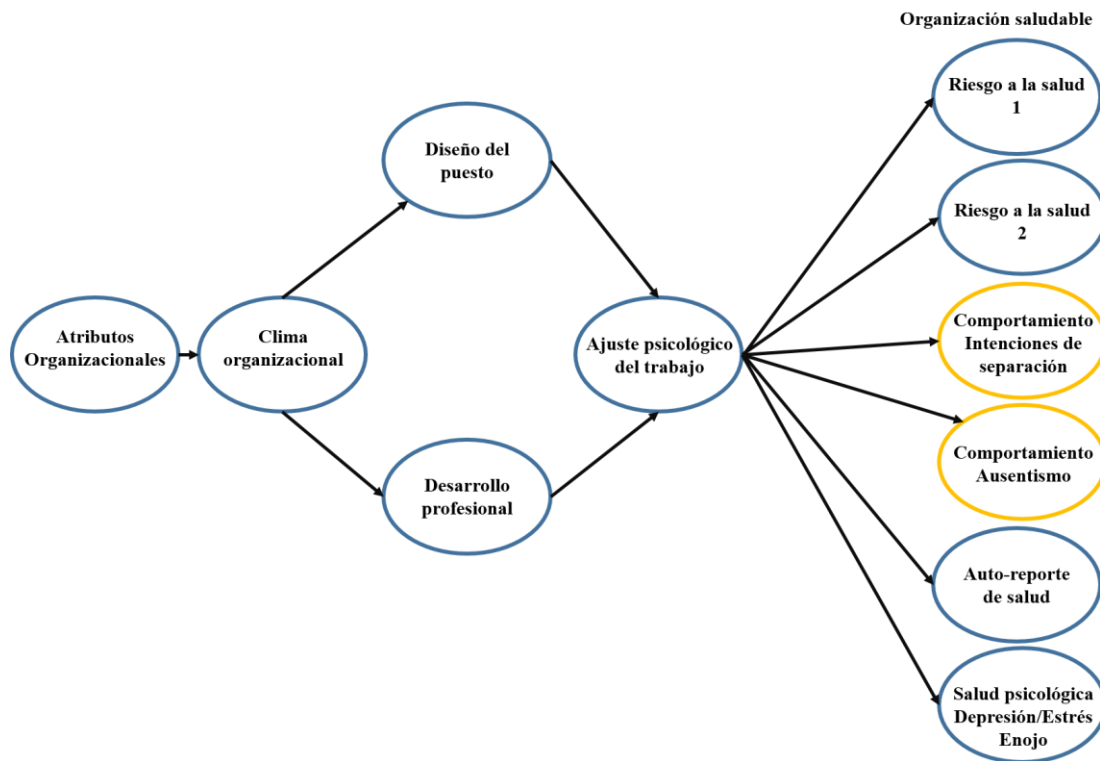 Organización saludable
Riesgo a la salud
1
Diseño del
puesto
Riesgo a la salud
2
Atributos
Organizacionales
Clima
organizacional
Ajuste psicológico
del trabajo
Comportamiento
Intenciones de
separación
Comportamiento
Ausentismo
Desarrollo
profesional
Auto-reporte
de salud
Salud psicológica
Depresión/Estrés
Enojo